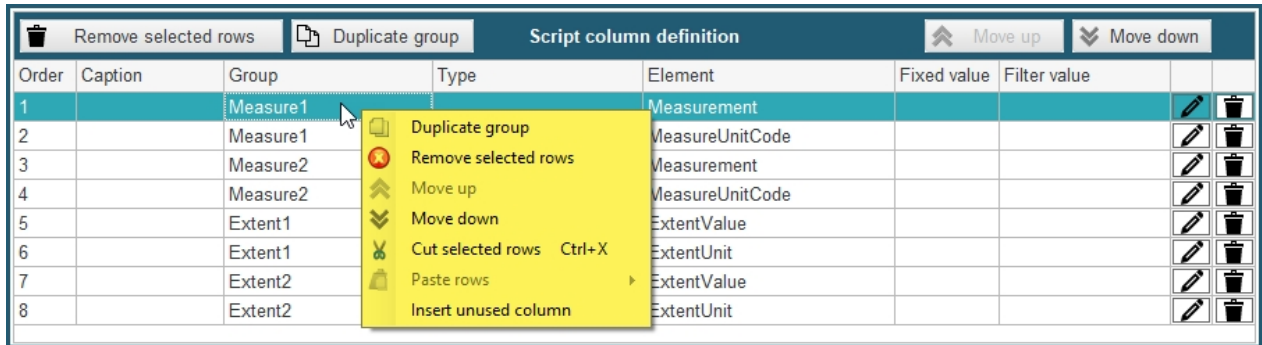 Remove selected rows Duplicate group Script column definition Move up Move down
Order Caption Group Type Element Fixed value Filter value
1 Measure1 Measurement
2 Measure1 MeasureUnitCode
3 Measure2 Measurement
4 Measure2 MeasureUnitCode
5 Extent1 ExtentValue
6 Extent1 ExtentUnit
7 Extent2 ExtentValue
8 Extent2 ExtentUnit
Duplicate group
Remove selected rows
Move up
Move down
Cut selected rows Ctrl+X
Paste rows
Insert unused column